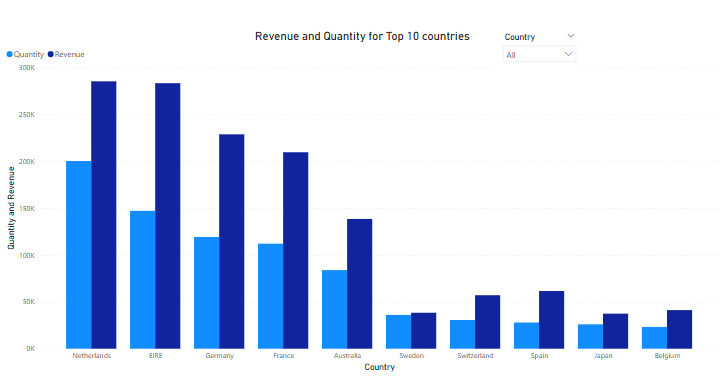 Revenue and Quantity for Top 10 countries
Country
All
Quantity Revenue
300K
250K
200K
150K
100K
50K
0K
Quantity and Revenue
Netherlands EIRE Germany France Australia Sweden Switzerland Spain Japan Belgium
Country